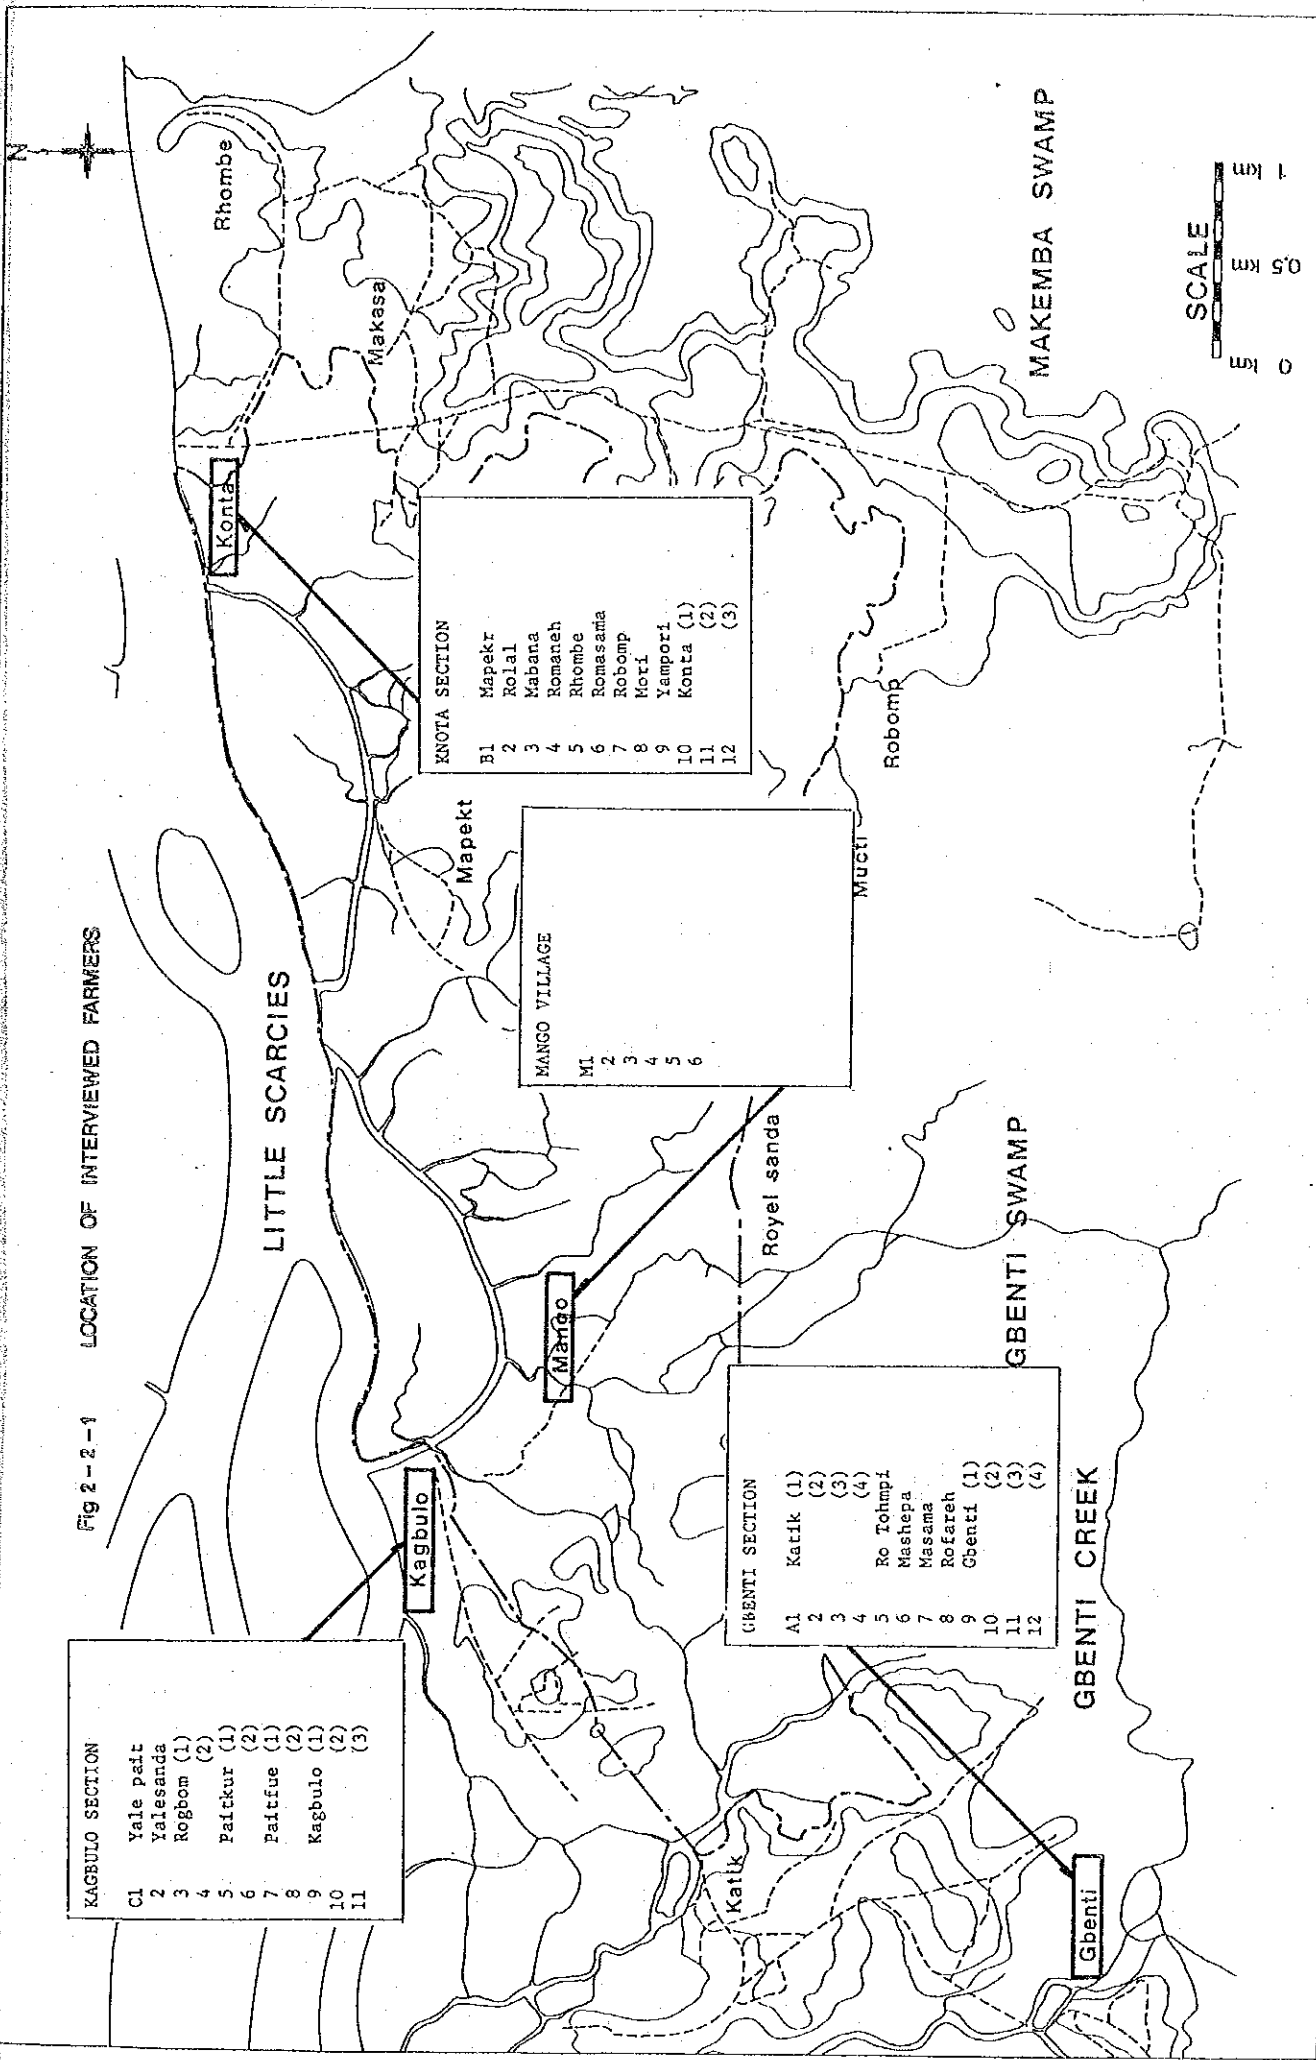 Fig 2-2-1 LOCATION OF INTERVIEWED FARMERS
N
LITTLE SCARCIES
KAGBULO SECTION
C1 Yale pait
2 Yalesanda
3 Rogbom (1)
4 (2)
5 Paitkur (1)
6 (2)
7 Paitfue (1)
8 (2)
9 Kagbulo (1)
10 (2)
11 (3)
Kagbulo
Mango
Konta
Rhombe
Makasa
Mapekt
KNOTA SECTION
B1 Mapekr
2 Rolal
3 Mabana
4 Romaneh
5 Rhombe
6 Romasama
7 Robomp
8 Mori
9 Yampori
10 Konta (1)
11 (2)
12 (3)
MANGO VILLAGE
M1
2
3
4
5
6
Mucti
Robomp
Royel sanda
GBENTI SECTION
A1 Katik (1)
2 (2)
3 (3)
4 (4)
5 Ro Tohmpi
6 Mashepa
7 Masama
8 Rofareh
9 Gbenti (1)
10 (2)
11 (3)
12 (4)
Katik
Gbenti
GBENTI CREEK
GBENTI SWAMP
MAKEMBA SWAMP
SCALE
0 km 0.5 km 1 km